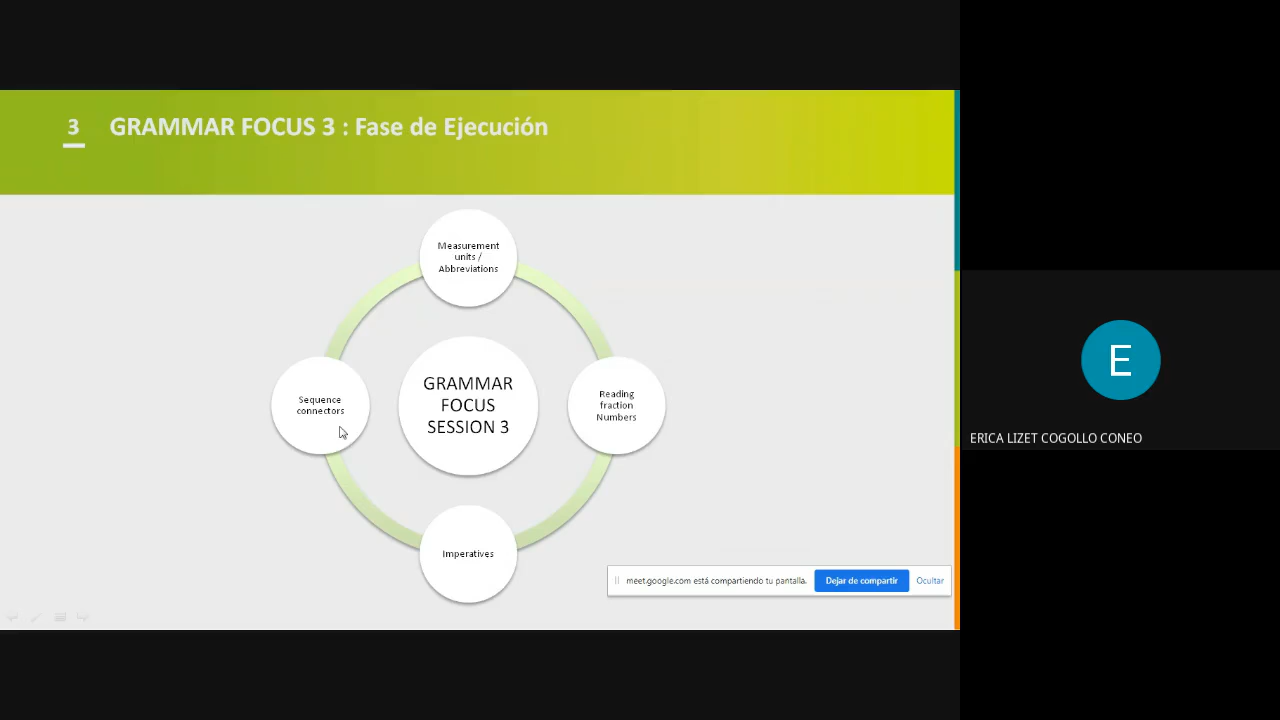 3 GRAMMAR FOCUS 3 : Fase de Ejecución
Measurement
units /
Abbreviations
Sequence
connectors
GRAMMAR
FOCUS
SESSION 3
Reading
fraction
Numbers
Imperatives
meet.google.com está compartiendo tu pantalla. Dejar de compartir Ocultar
E
ERICA LIZET COGOLLO CONEO